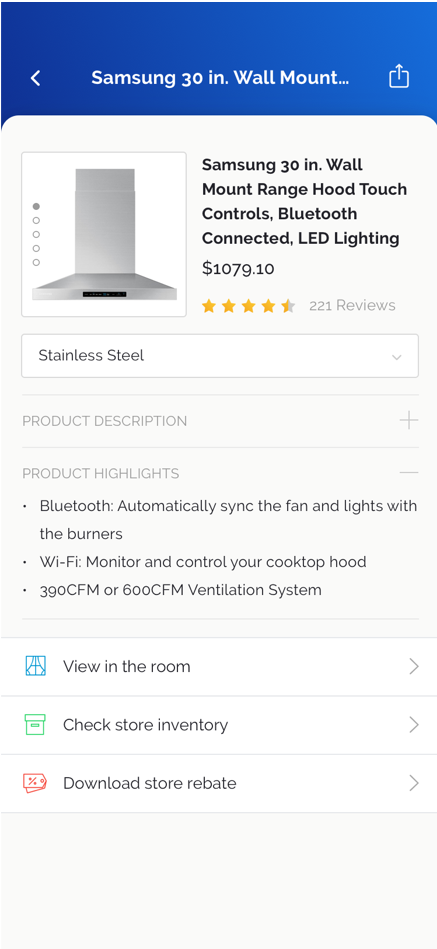 Samsung 30 in. Wall Mount...
Samsung 30 in. Wall
Mount Range Hood Touch
Controls, Bluetooth
Connected, LED Lighting
$1079.10
221 Reviews
Stainless Steel
PRODUCT DESCRIPTION
PRODUCT HIGHLIGHTS
• Bluetooth: Automatically sync the fan and lights with
the burners
• Wi-Fi: Monitor and control your cooktop hood
• 390CFM or 600CFM Ventilation System
View in the room
Check store inventory
Download store rebate